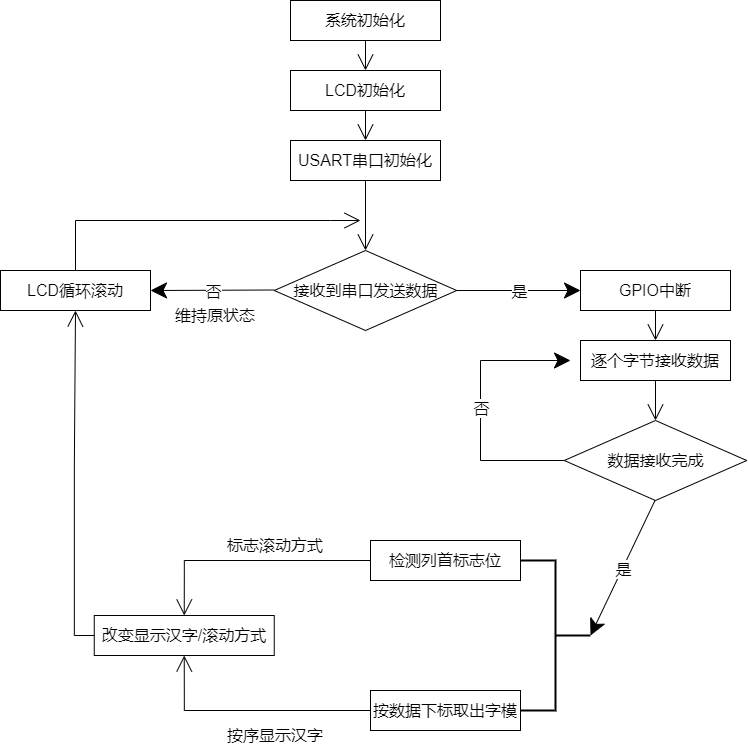 系统初始化
LCD初始化
USART串口初始化
LCD循环滚动
否
维持原状态
接收到串口发送数据
是
GPIO中断
逐个字节接收数据
否
数据接收完成
是
标志滚动方式
检测列首标志位
改变显示汉字/滚动方式
按数据下标取出字模
按序显示汉字